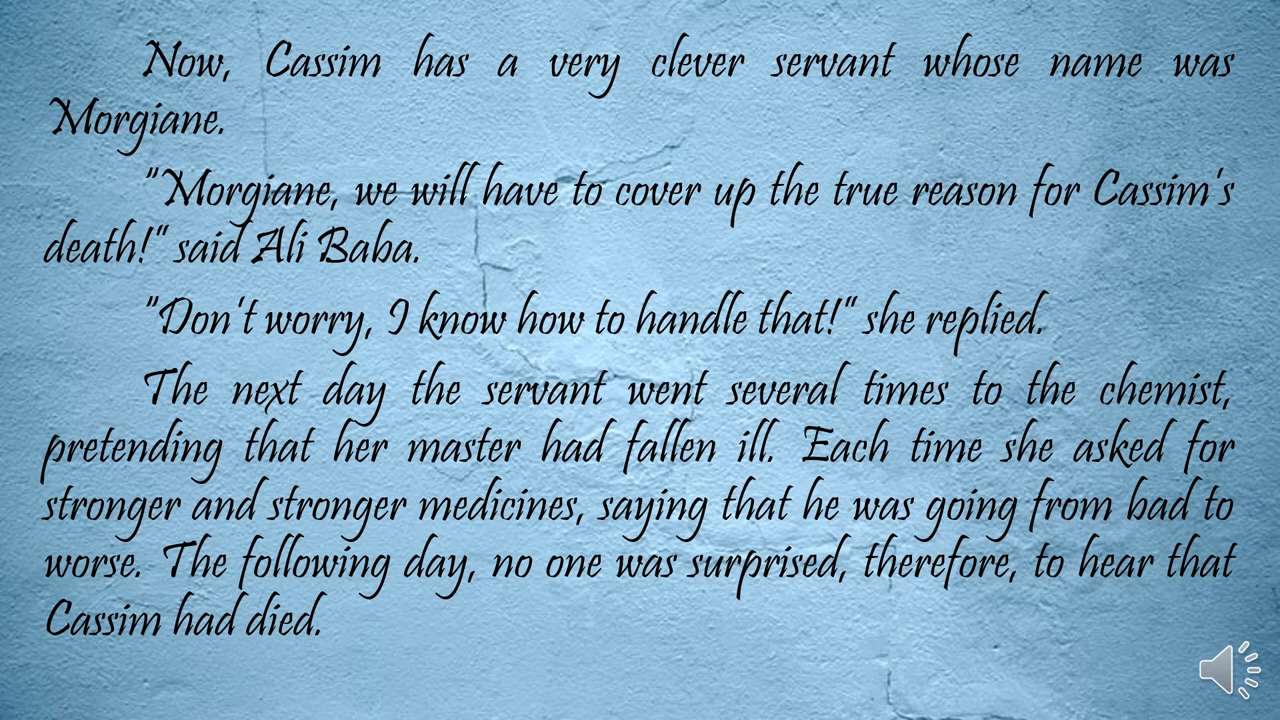 Now, Cassim has a very clever servant whose name was
Morgiane.
"Morgiane, we will have to cover up the true reason for Cassim's
death!" said Ali Baba.
"Don't worry, I know how to handle that!" she replied.
The next day the servant went several times to the chemist,
pretending that her master had fallen ill. Each time she asked for
stronger and stronger medicines, saying that he was going from bad to
worse. The following day, no one was surprised, therefore, to hear that
Cassim had died.